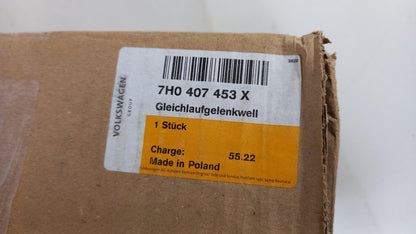 VOLKSWAGEN
GROUP
7H0 407 453 X
Gleichlaufgelenkwell
1 Stück
Charge: 55.22
Made in Poland